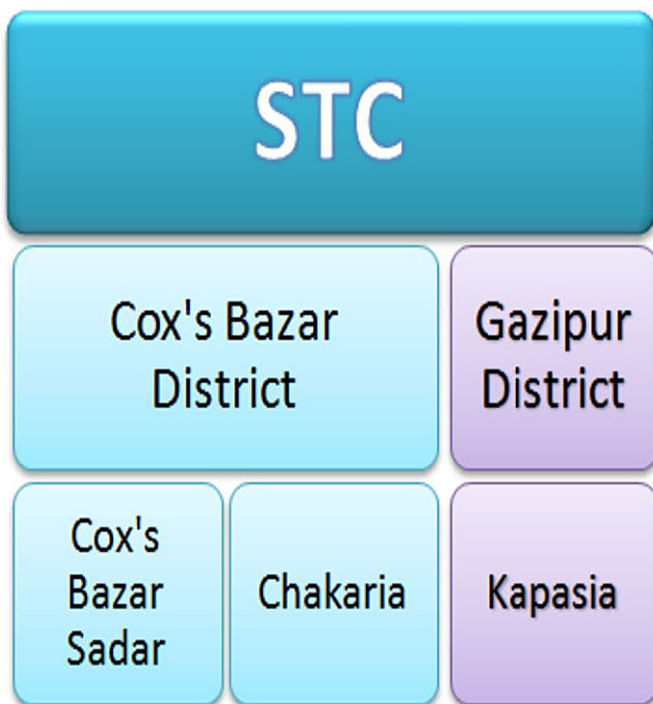 STC
Cox's Bazar
District
Gazipur
District
Cox's
Bazar
Sadar
Chakaria
Kapasia